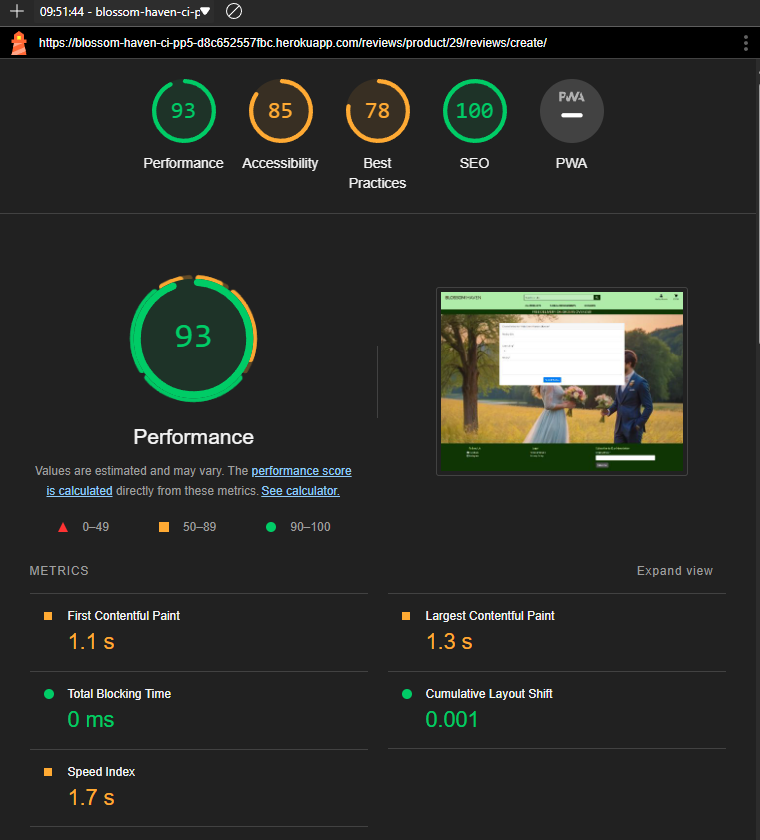 09:51:44 - blossom-haven-ci-p
https://blossom-haven-ci-pp5-d8c652557fbc.herokuapp.com/reviews/product/29/reviews/create/
93
85
78
100
PWA
Performance
Accessibility
Best
Practices
SEO
PWA
93
BLOSSOM HAVEN
Performance
Values are estimated and may vary. The performance score
is calculated directly from these metrics. See calculator.
0–49
50–89
90–100
METRICS
Expand view
First Contentful Paint
1.1 s
Largest Contentful Paint
1.3 s
Total Blocking Time
0 ms
Cumulative Layout Shift
0.001
Speed Index
1.7 s